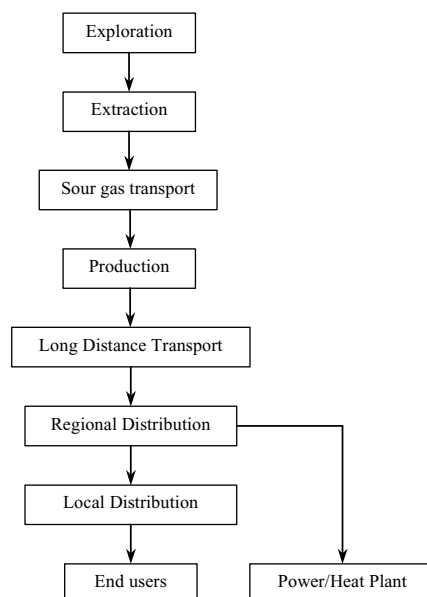 Exploration
Extraction
Sour gas transport
Production
Long Distance Transport
Regional Distribution
Local Distribution
End users
Power/Heat Plant